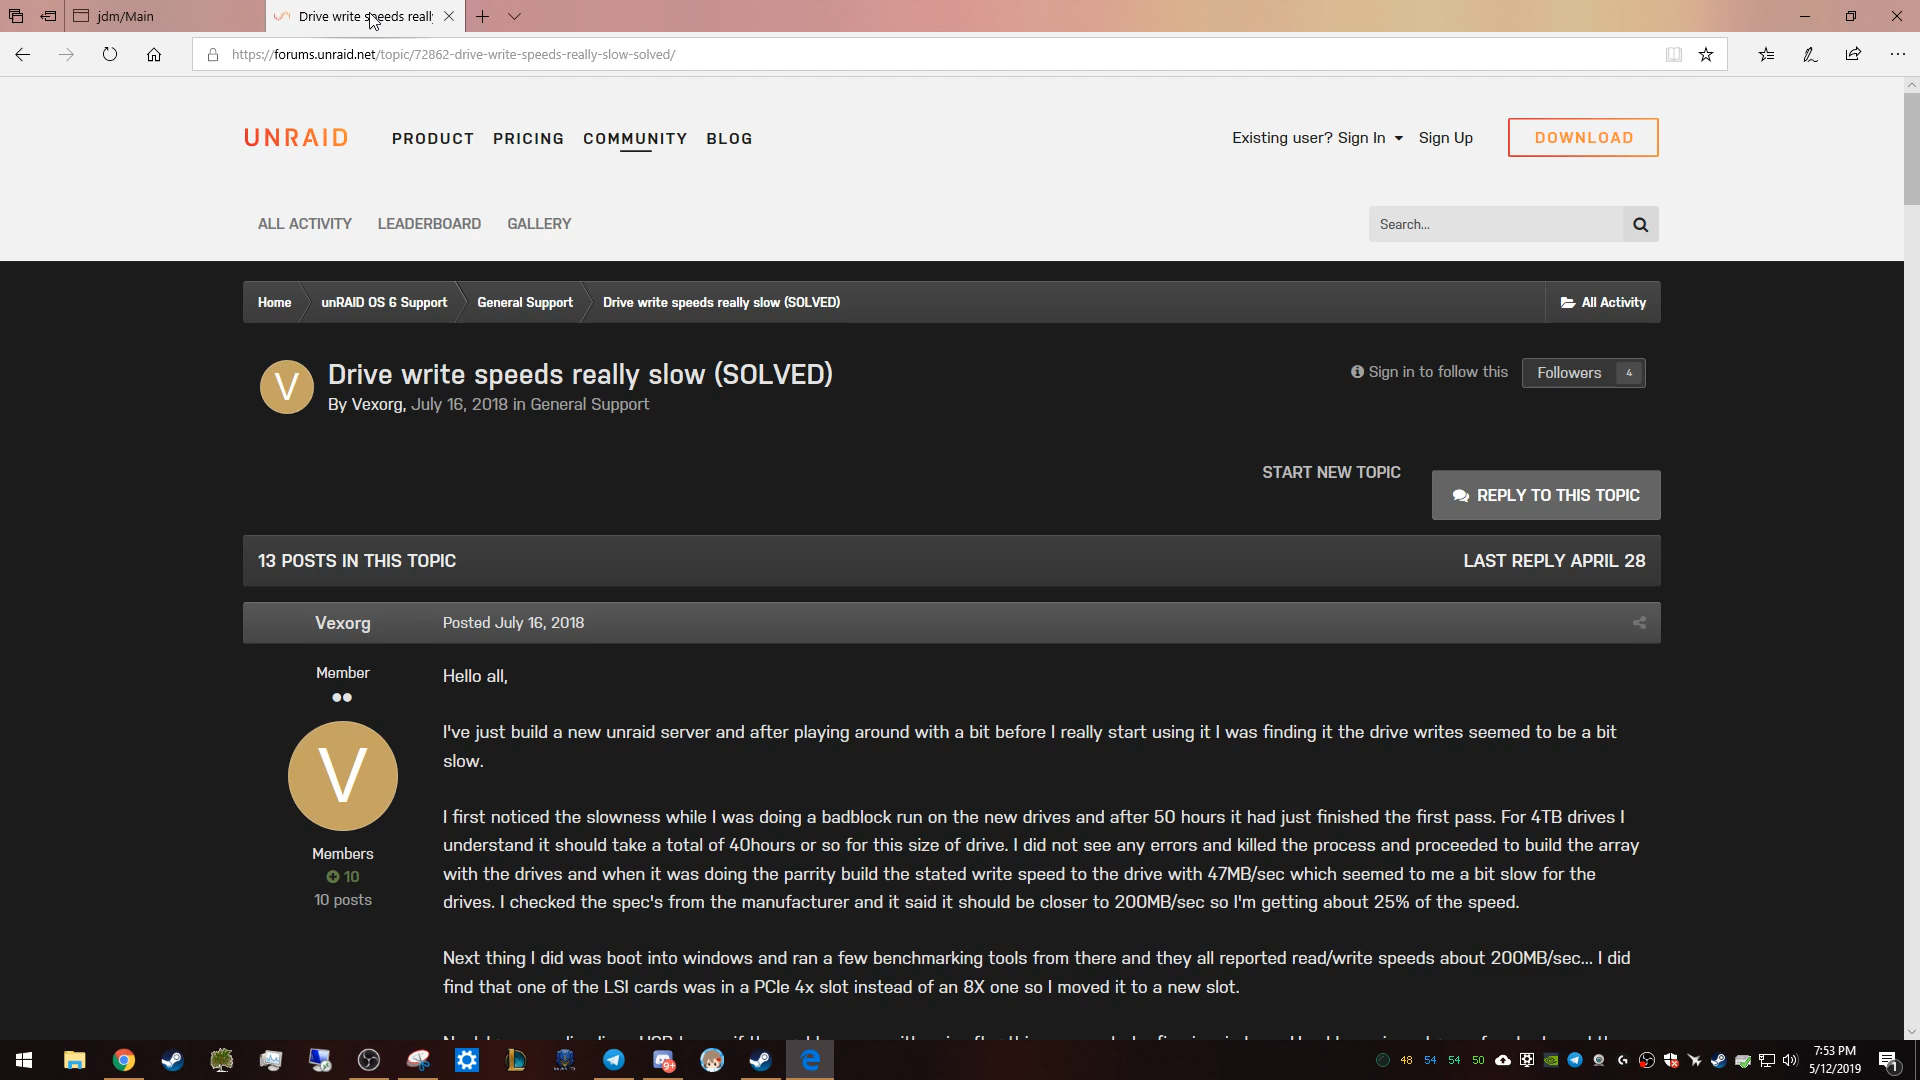 jdm/Main
Drive write speeds reall
https://forums.unraid.net/topic/72862-drive-write-speeds-really-slow-solved/
UNRAID
PRODUCT PRICING COMMUNITY BLOG
Existing user? Sign In Sign Up
DOWNLOAD
ALL ACTIVITY LEADERBOARD GALLERY
Search...
Home
unRAID OS 6 Support
General Support
Drive write speeds really slow (SOLVED)
All Activity
V
Drive write speeds really slow (SOLVED)
By Vexorg, July 16, 2018 in General Support
Sign in to follow this
Followers 4
START NEW TOPIC
REPLY TO THIS TOPIC
13 POSTS IN THIS TOPIC
LAST REPLY APRIL 28
Vexorg
Posted July 16, 2018
Member
V
Members
10
10 posts
Hello all,
I've just build a new unraid server and after playing around with a bit before I really start using it I was finding it the drive writes seemed to be a bit
slow.
I first noticed the slowness while I was doing a badblock run on the new drives and after 50 hours it had just finished the first pass. For 4TB drives I
understand it should take a total of 40hours or so for this size of drive. I did not see any errors and killed the process and proceeded to build the array
with the drives and when it was doing the parrity build the stated write speed to the drive with 47MB/sec which seemed to me a bit slow for the
drives. I checked the spec's from the manufacturer and it said it should be closer to 200MB/sec so I'm getting about 25% of the speed.
Next thing I did was boot into windows and ran a few benchmarking tools from there and they all reported read/write speeds about 200MB/sec... I did
find that one of the LSI cards was in a PCIe 4x slot instead of an 8X one so I moved it to a new slot.
9+
48 54 54 50
7:53 PM
5/12/2019
1